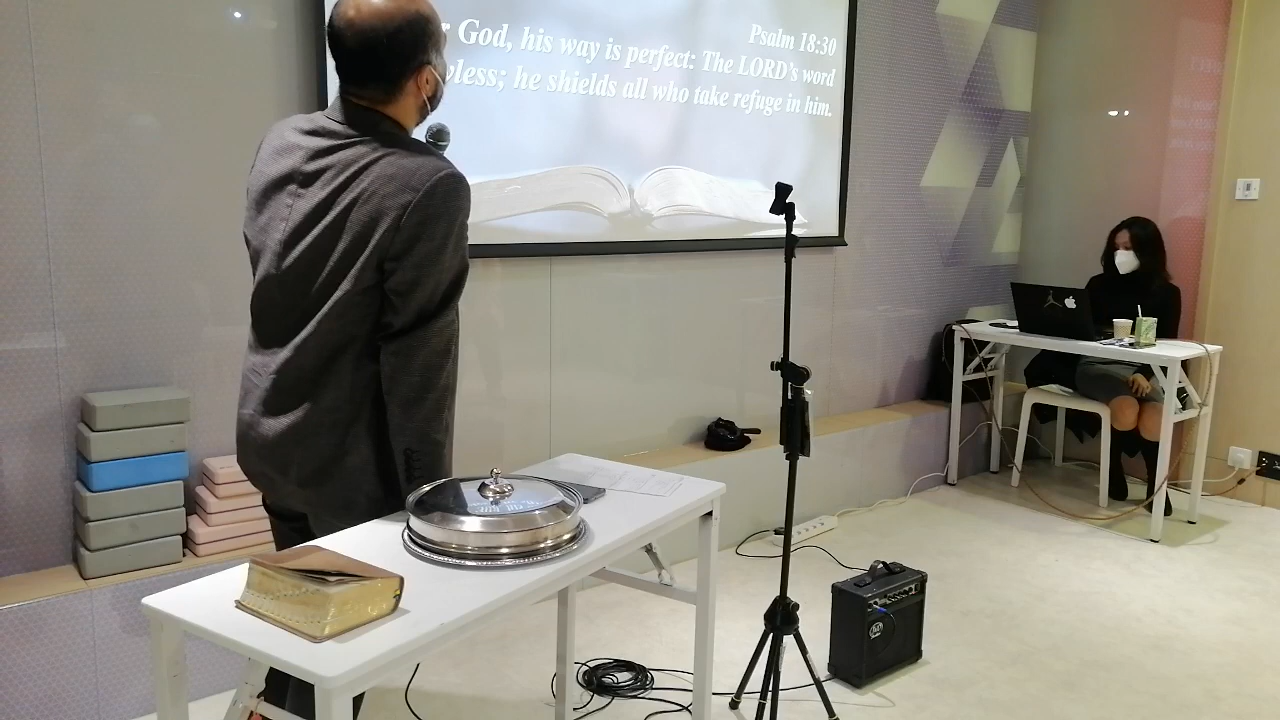 Psalm 18:30
God, his way is perfect: The LORD's word
he shields all who take refuge in him.